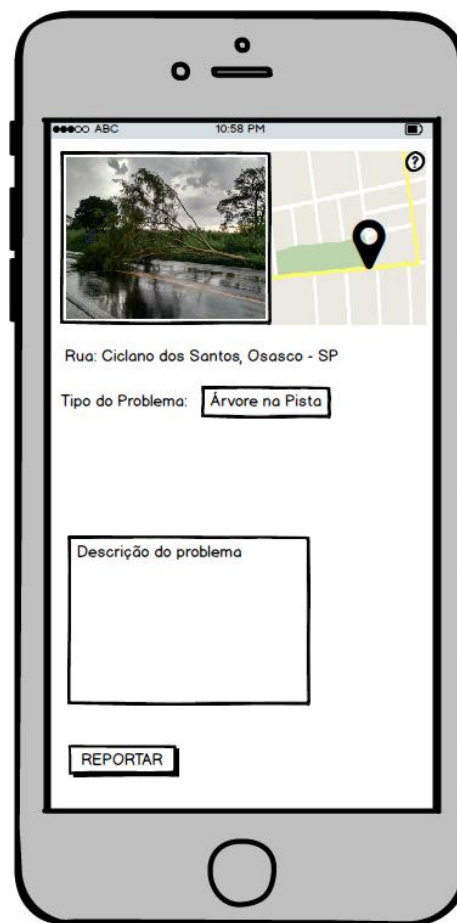 ABC 10:58 PM
?
Rua: Ciclano dos Santos, Osasco - SP
Tipo do Problema: Árvore na Pista
Descrição do problema
REPORTAR